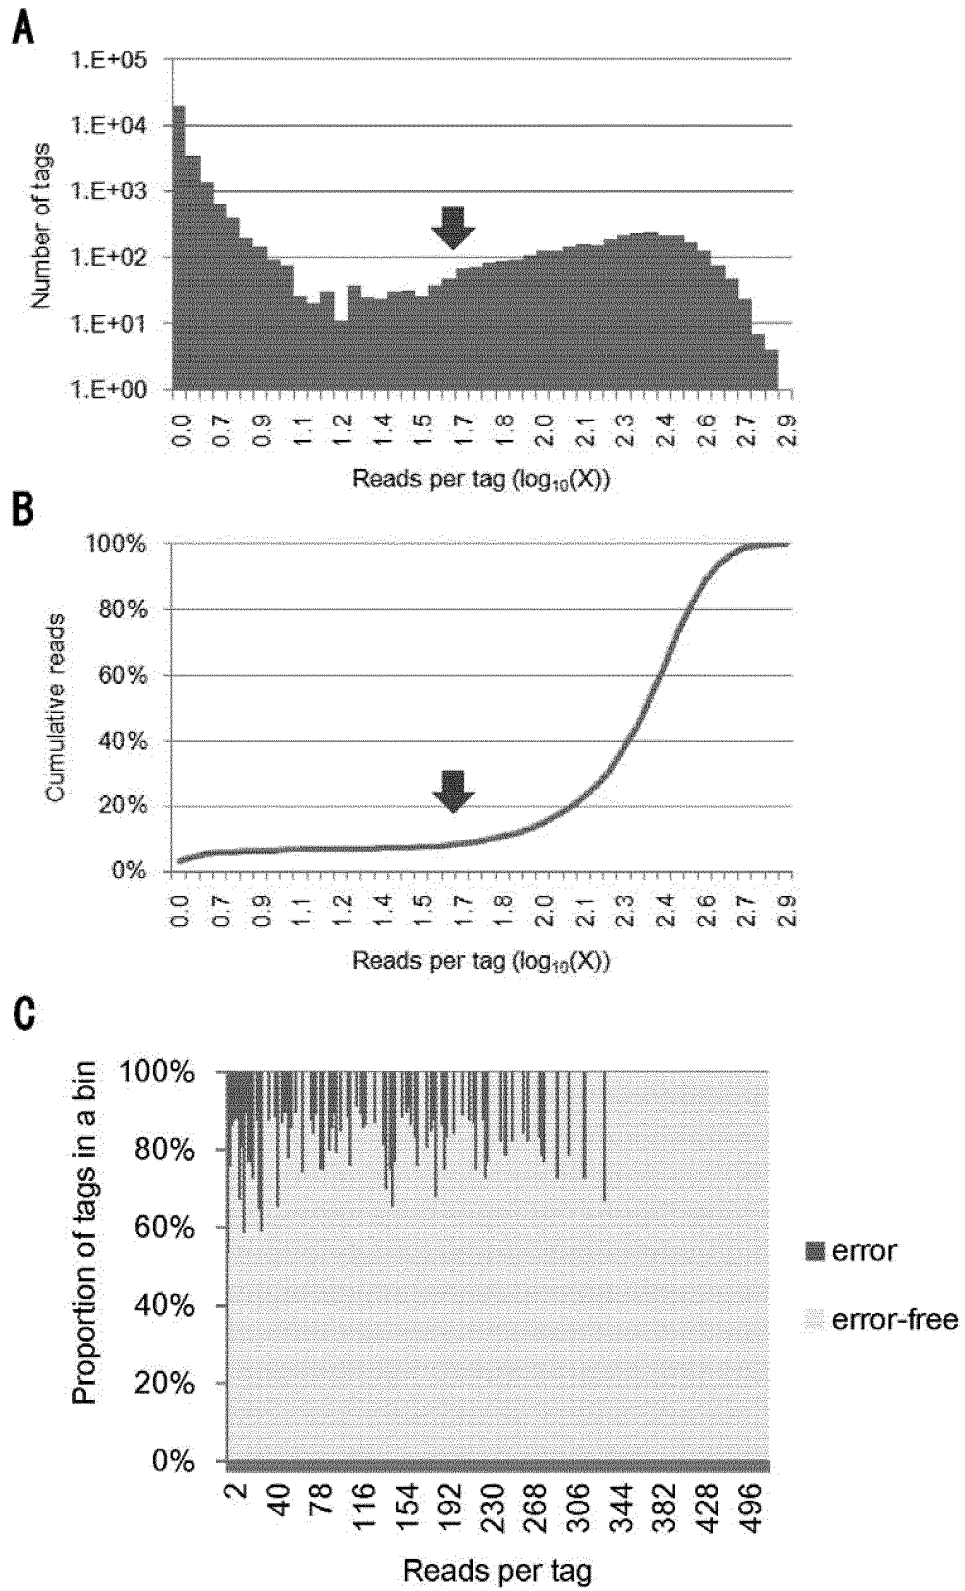 A
1.E+05
1.E+04
1.E+03
1.E+02
1.E+01
1.E+00
Number of tags
0.0 0.7 0.9 1.1 1.2 1.4 1.5 1.7 1.8 2.0 2.1 2.3 2.4 2.6 2.7 2.9
Reads per tag (log₁₀(X))
B
100%
80%
60%
40%
20%
0%
Cumulative reads
0.0 0.7 0.9 1.1 1.2 1.4 1.5 1.7 1.8 2.0 2.1 2.3 2.4 2.6 2.7 2.9
Reads per tag (log₁₀(X))
C
100%
80%
60%
40%
20%
0%
Proportion of tags in a bin
error
error-free
2 40 78 116 154 192 230 268 306 344 382 428 496
Reads per tag